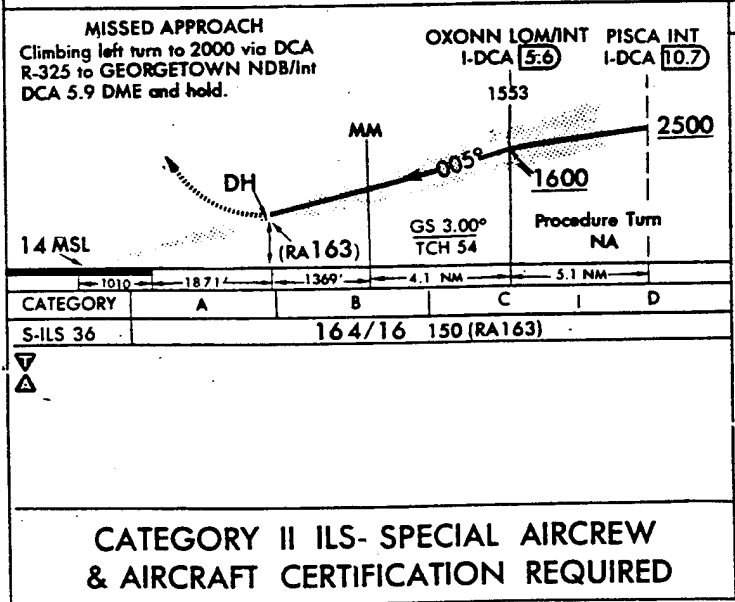 MISSED APPROACH
Climbing left turn to 2000 via DCA
R-325 to GEORGETOWN NDB/Int
DCA 5.9 DME and hold.
OXONN LOM/INT
I-DCA 5.6
PISCA INT
I-DCA 10.7
1553
MM
2500
005°
1600
DH
(RA163)
GS 3.00°
TCH 54
Procedure Turn
NA
14 MSL
1010 1871' 1369' 4.1 NM 5.1 NM
CATEGORY A B C D
S-ILS 36 164/16 150 (RA163)
T
A
CATEGORY II ILS- SPECIAL AIRCREW
& AIRCRAFT CERTIFICATION REQUIRED